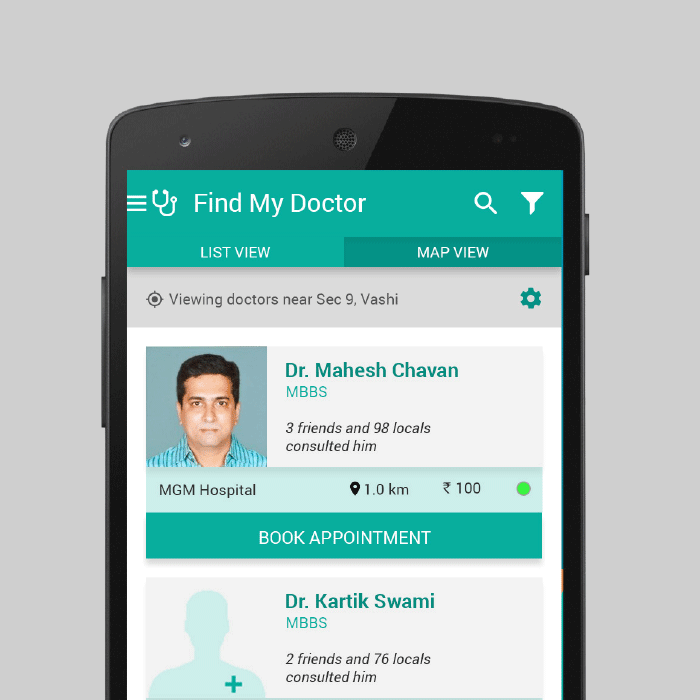 Find My Doctor
LIST VIEW
MAP VIEW
Viewing doctors near Sec 9, Vashi
Dr. Mahesh Chavan
MBBS
3 friends and 98 locals
consulted him
MGM Hospital
1.0 km
₹ 100
BOOK APPOINTMENT
Dr. Kartik Swami
MBBS
2 friends and 76 locals
consulted him